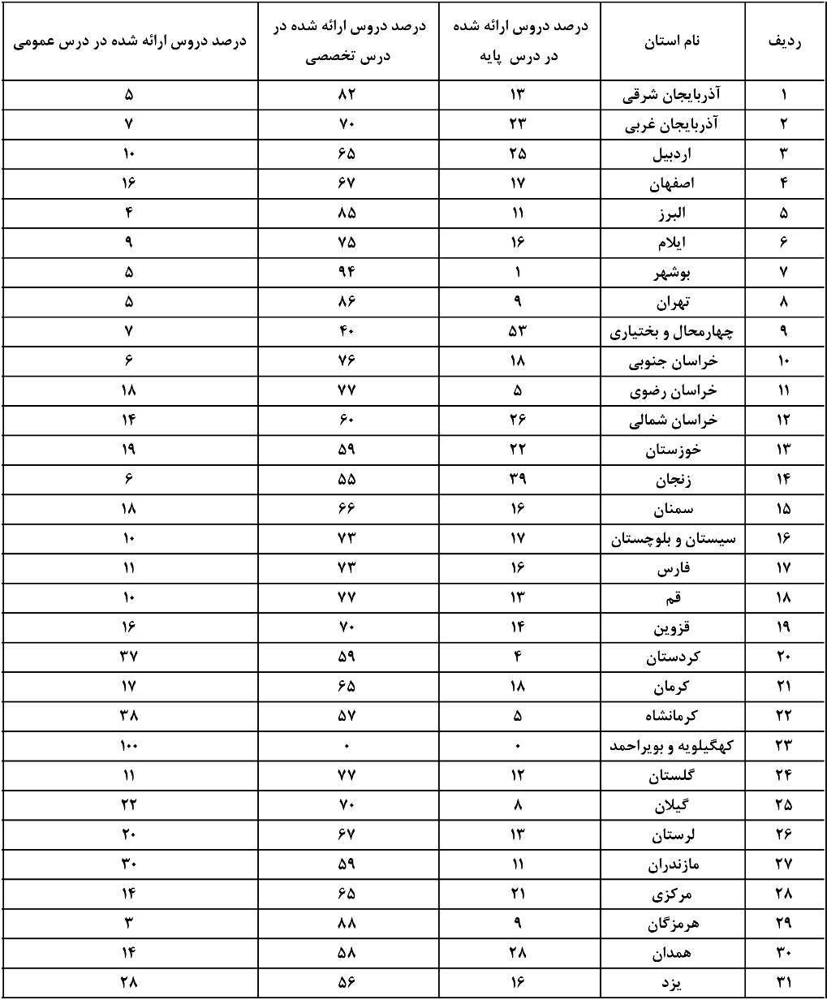 ردیف نام استان درصد دروس ارائه شده در درس پایه درصد دروس ارائه شده در درس تخصصی درصد دروس ارائه شده در درس عمومی
۱ آذربایجان شرقی ۱۳ ۸۲ ۵
۲ آذربایجان غربی ۲۳ ۷۰ ۷
۳ اردبیل ۲۵ ۶۵ ۱۰
۴ اصفهان ۱۷ ۶۷ ۱۶
۵ البرز ۱۱ ۸۵ ۴
۶ ایلام ۱۶ ۷۵ ۹
۷ بوشهر ۱ ۹۴ ۵
۸ تهران ۹ ۸۶ ۵
۹ چهارمحال و بختیاری ۵۳ ۴۰ ۷
۱۰ خراسان جنوبی ۱۸ ۷۶ ۶
۱۱ خراسان رضوی ۵ ۷۷ ۱۸
۱۲ خراسان شمالی ۲۶ ۶۰ ۱۴
۱۳ خوزستان ۲۲ ۵۹ ۱۹
۱۴ زنجان ۳۹ ۵۵ ۶
۱۵ سمنان ۱۶ ۶۶ ۱۸
۱۶ سیستان و بلوچستان ۱۷ ۷۳ ۱۰
۱۷ فارس ۱۶ ۷۳ ۱۱
۱۸ قم ۱۳ ۷۷ ۱۰
۱۹ قزوین ۱۴ ۷۰ ۱۶
۲۰ کردستان ۴ ۵۹ ۳۷
۲۱ کرمان ۱۸ ۶۵ ۱۷
۲۲ کرمانشاه ۵ ۵۷ ۳۸
۲۳ کهگیلویه و بویراحمد ۰ ۰ ۱۰۰
۲۴ گلستان ۱۲ ۷۷ ۱۱
۲۵ گیلان ۸ ۷۰ ۲۲
۲۶ لرستان ۱۳ ۶۷ ۲۰
۲۷ مازندران ۱۱ ۵۹ ۳۰
۲۸ مرکزی ۲۱ ۶۵ ۱۴
۲۹ هرمزگان ۹ ۸۸ ۳
۳۰ همدان ۲۸ ۵۸ ۱۴
۳۱ یزد ۱۶ ۵۶ ۲۸